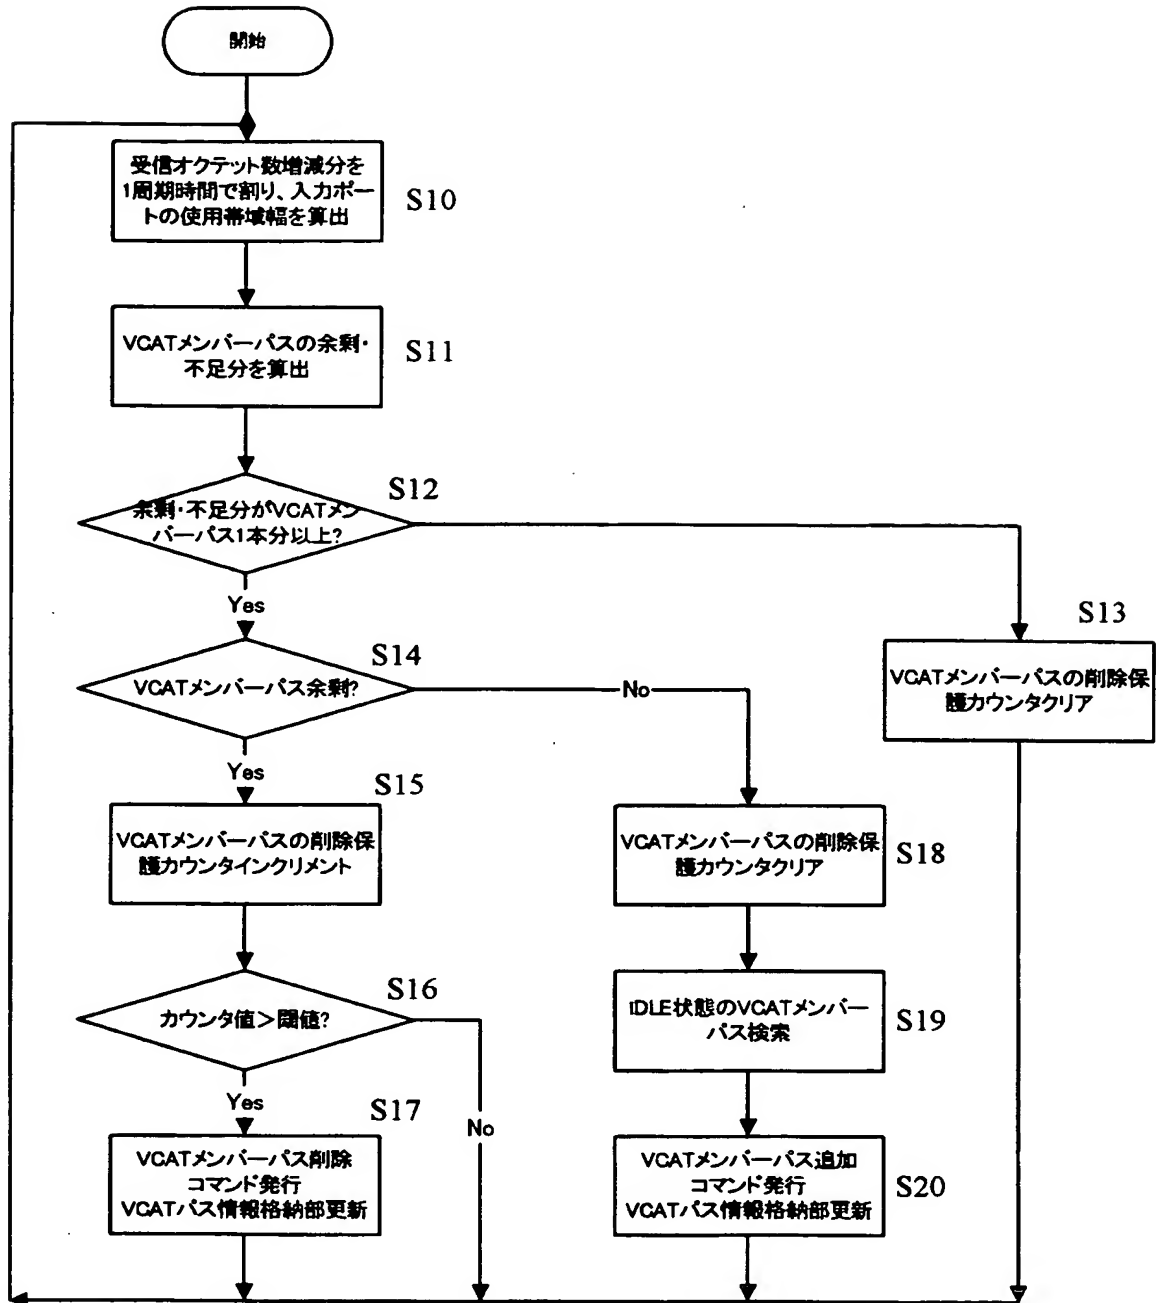 開始
受信オクテット数増減分を
1周期時間で割り、入力ポー
トの使用帯域幅を算出
S10
VCATメンバーパスの余剰・
不足分を算出
S11
余剰・不足分がVCATメン
バーパス1本分以上?
S12
Yes
S13
VCATメンバーパスの削除保
護カウンタクリア
VCATメンバーパス余剰?
S14
No
Yes
S15
VCATメンバーパスの削除保
護カウンタインクリメント
VCATメンバーパスの削除保
護カウンタクリア
S18
カウンタ値>閾値?
S16
IDLE状態のVCATメンバー
パス検索
S19
Yes
No
S17
VCATメンバーパス削除
コマンド発行
VCATパス情報格納部更新
VCATメンバーパス追加
コマンド発行
VCATパス情報格納部更新
S20